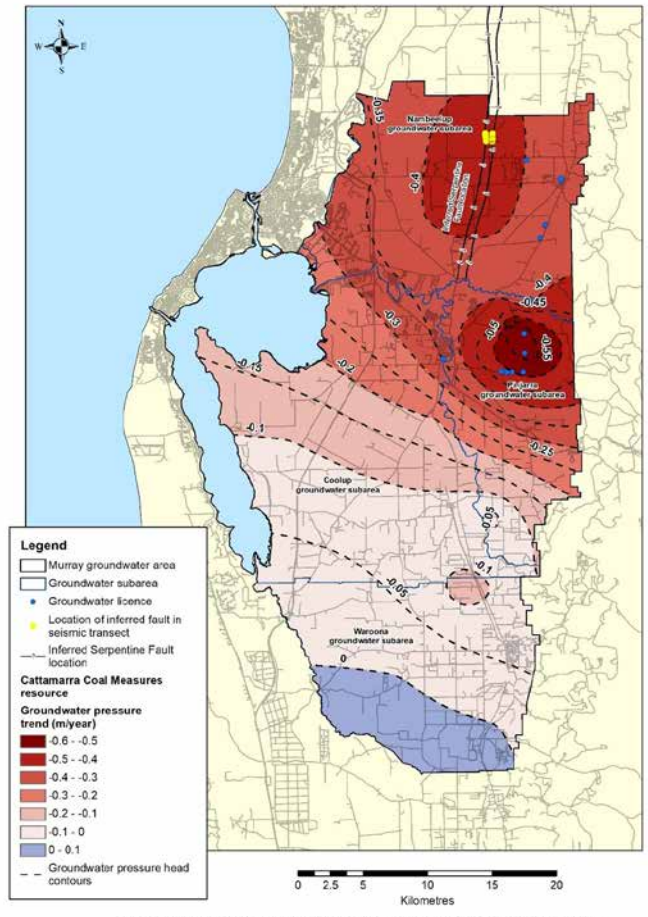 N
W E
S
-0.35
Nambeelup
groundwater subarea
-0.4
Inferred Serpentine
Fault location
-0.4
-0.45
-0.3
-0.5
-0.55
-0.2
-0.15
Pinjarra
groundwater subarea
-0.25
-0.1
Coolup
groundwater subarea
-0.05
-0.1
-0.05
Waroona
groundwater subarea
0
Legend
Murray groundwater area
Groundwater subarea
Groundwater licence
Location of inferred fault in
seismic transect
Inferred Serpentine Fault
location
Cattamarra Coal Measures
resource
Groundwater pressure
trend (m/year)
-0.6 - -0.5
-0.5 - -0.4
-0.4 - -0.3
-0.3 - -0.2
-0.2 - -0.1
-0.1 - 0
0 - 0.1
Groundwater pressure head
contours
0 2.5 5 10 15 20
Kilometres